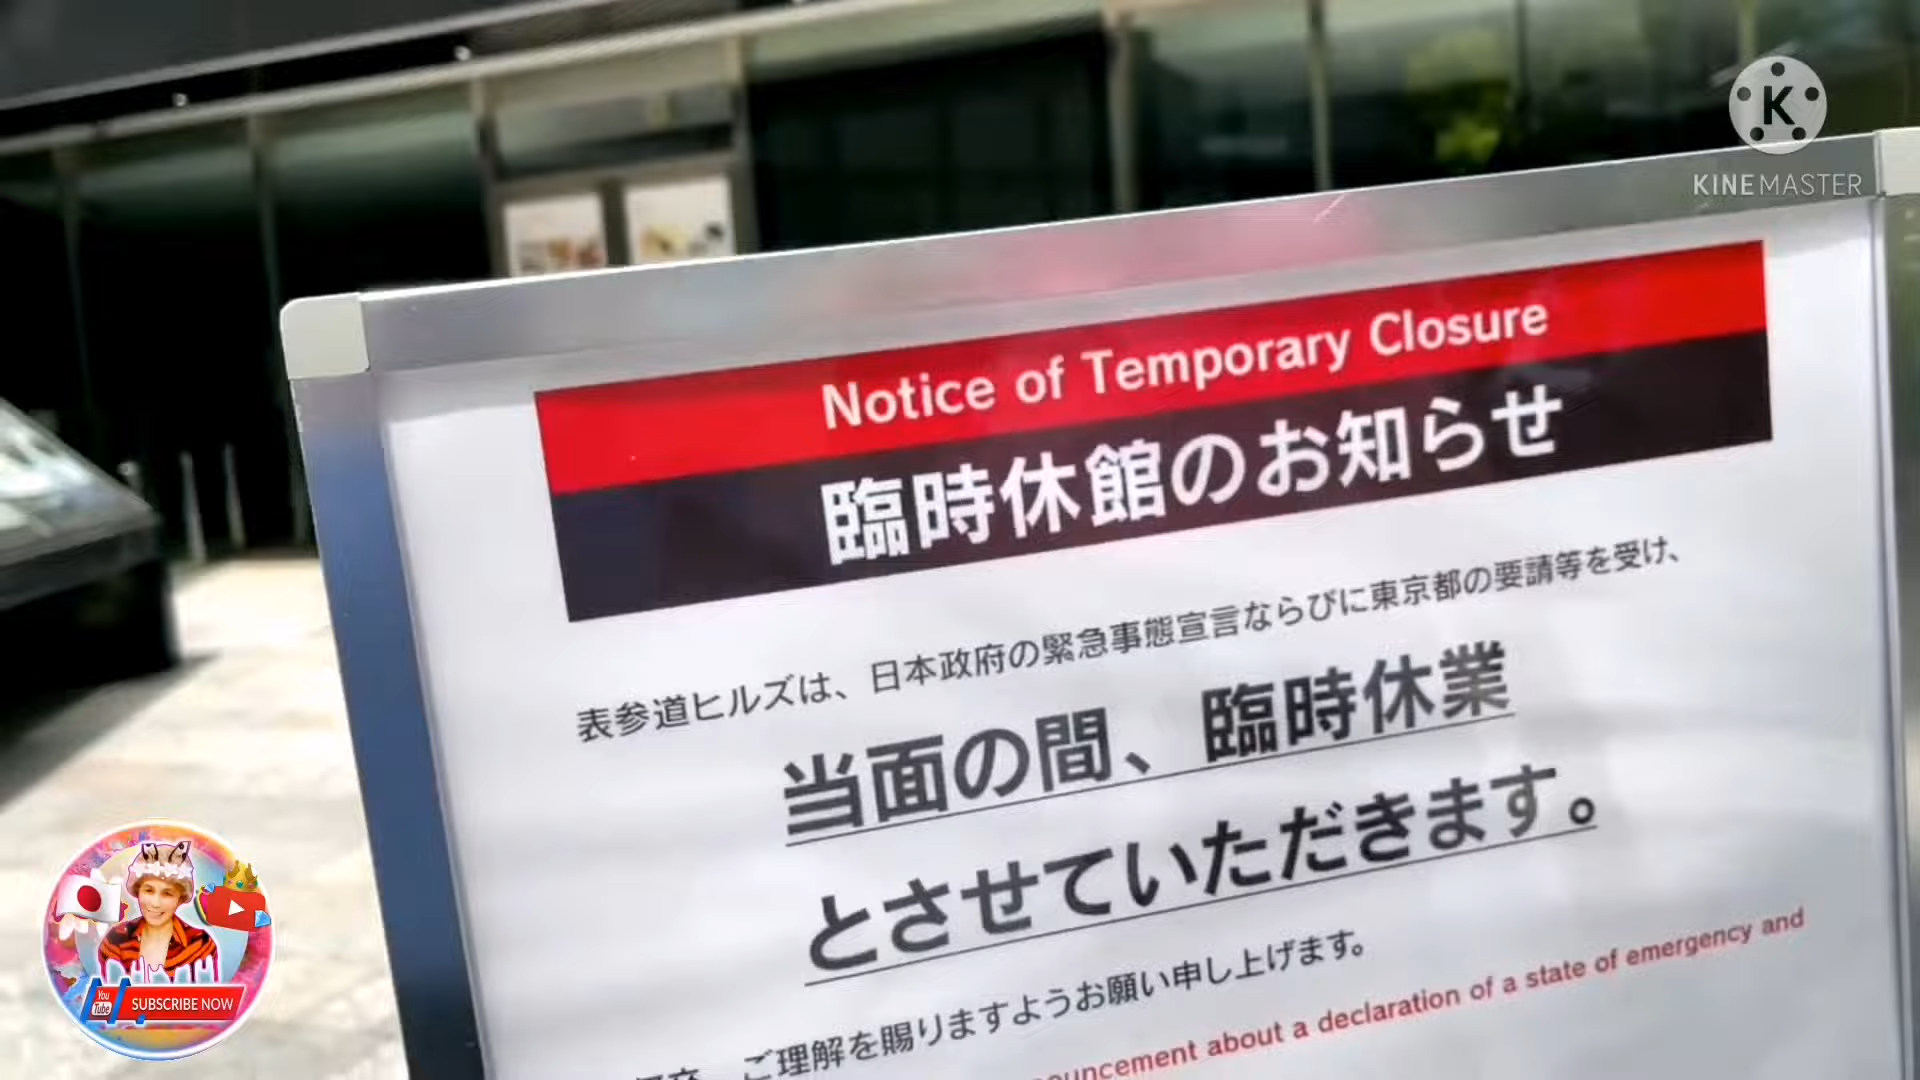 KINEMASTER
Notice of Temporary Closure
臨時休館のお知らせ
表参道ヒルズは、日本政府の緊急事態宣言ならびに東京都の要請等を受け、
当面の間、臨時休業
とさせていただきます。
ご理解を賜りますようお願い申し上げます。
about a declaration of a state of emergency and
You
Tube
SUBSCRIBE NOW